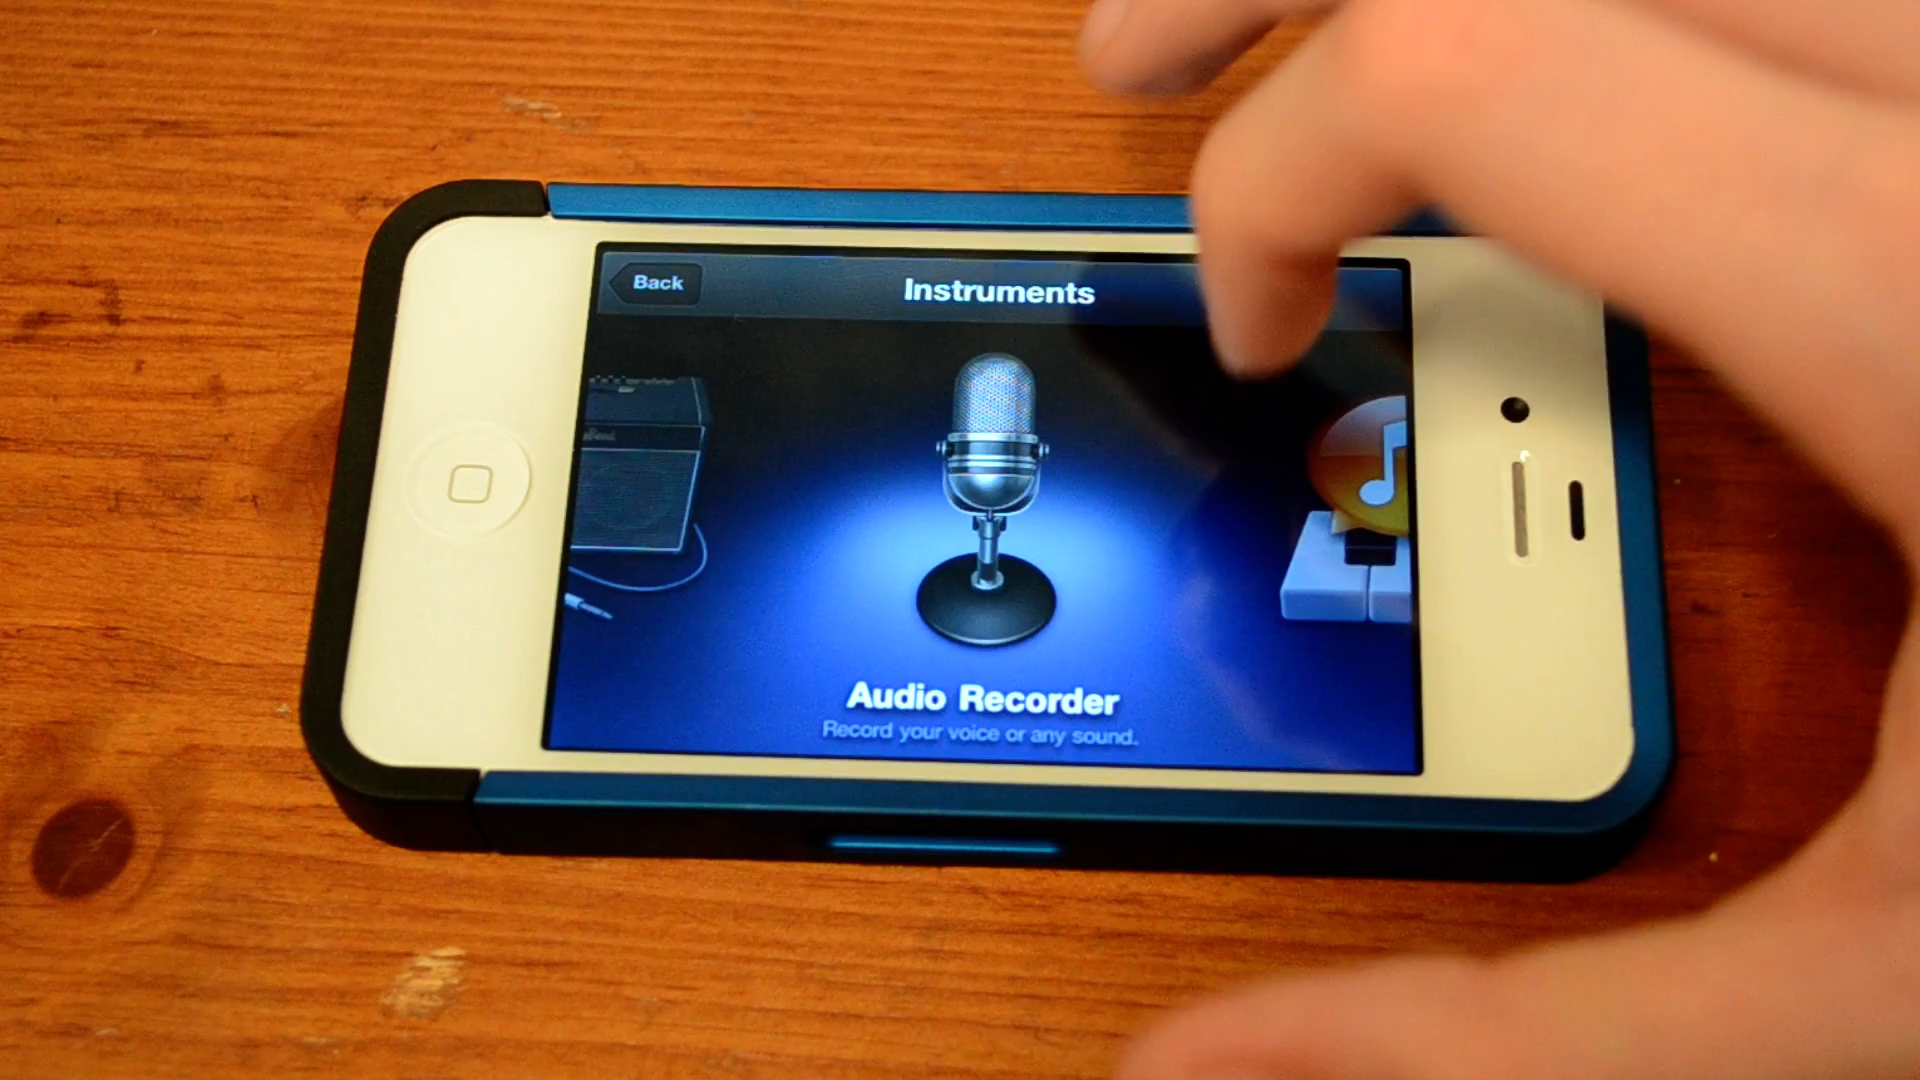 Back
Instruments
Audio Recorder
Record your voice or any sound.